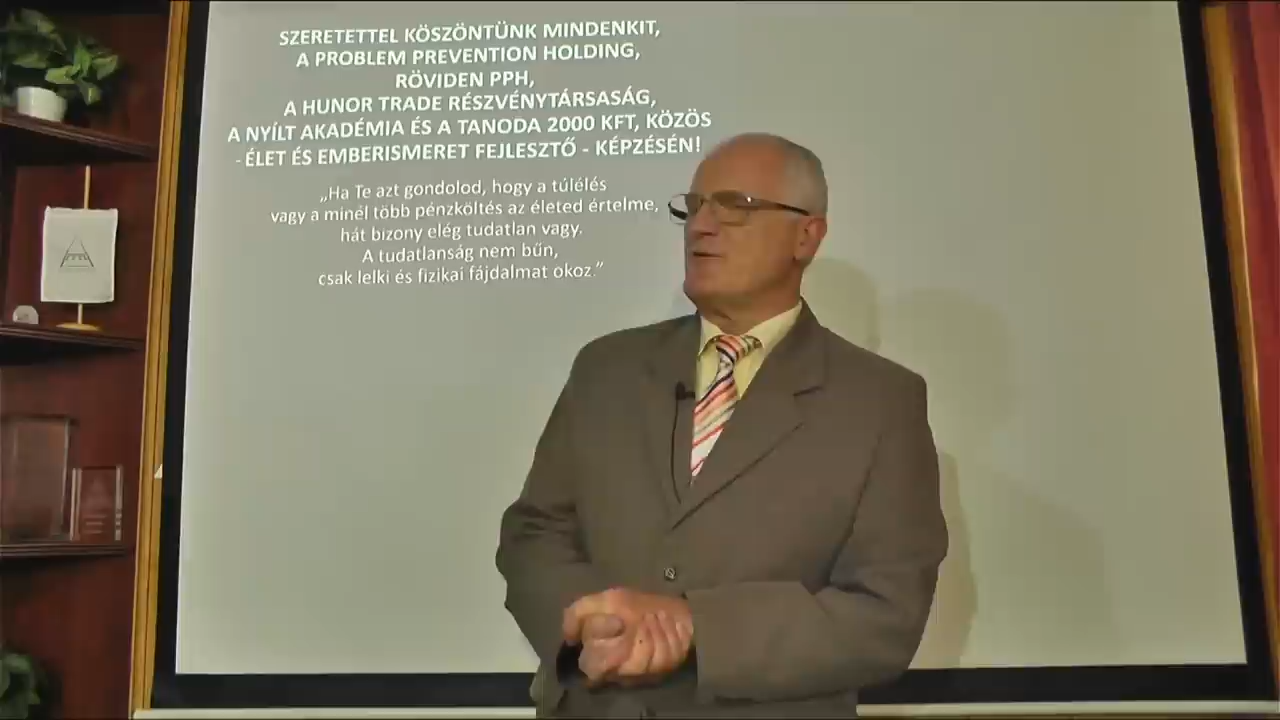 SZERETETTEL KÖSZÖNTÜNK MINDENKIT,
A PROBLEM PREVENTION HOLDING,
RÖVIDEN PPH,
A HUNOR TRADE RÉSZVÉNYTÁRSASÁG,
A NYÍLT AKADÉMIA ÉS A TANODA 2000 KFT, KÖZÖS
- ÉLET ÉS EMBERISMERET FEJLESZTŐ - KÉPZÉSÉN!
„Ha Te azt gondolod, hogy a túlélés
vagy a minél több pénzköltés az életed értelme,
hát bizony elég tudatlan vagy.
A tudatlanság nem bűn,
csak lelki és fizikai fájdalmat okoz.”